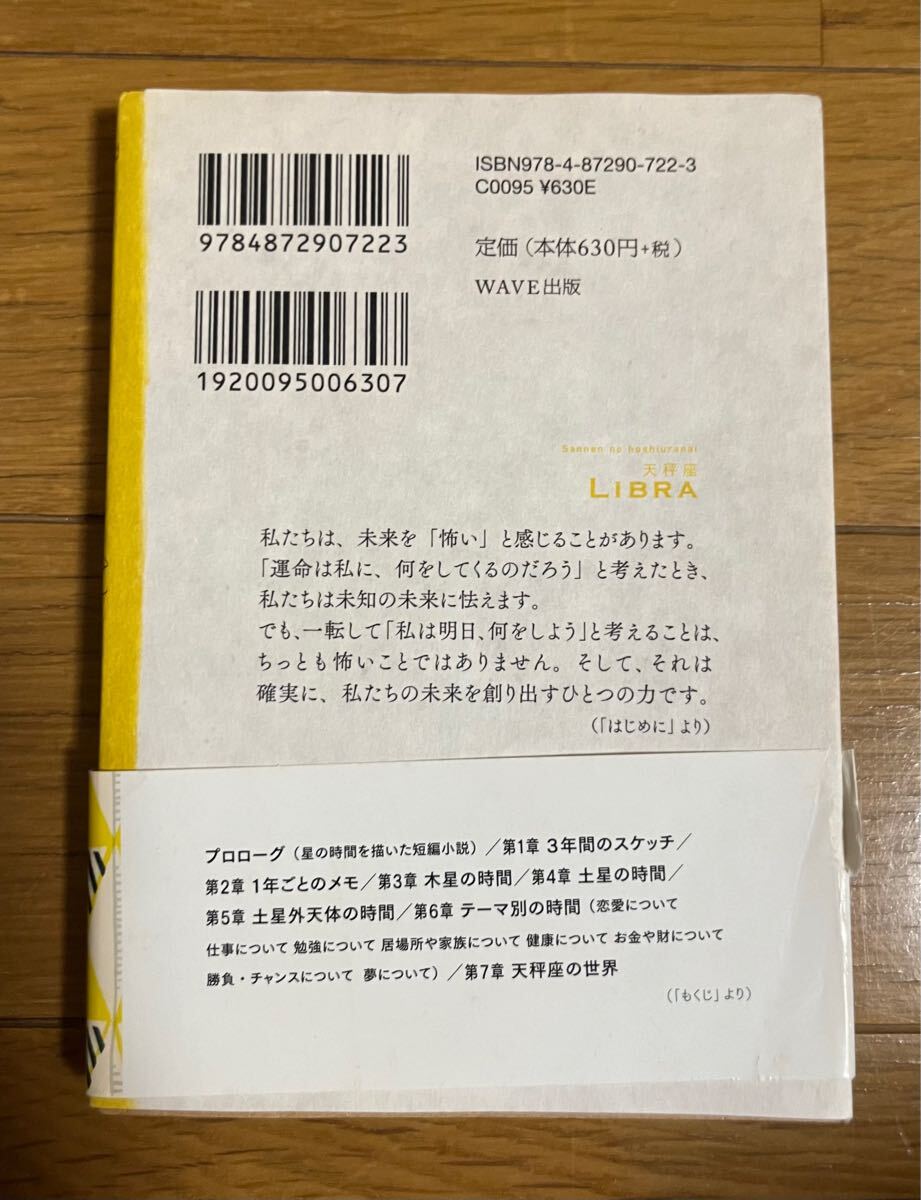 ISBN978-4-87290-722-3
C0095 ¥630E
9784872907223
定価(本体630円+税)
WAVE出版
1920095006307
Sannen no hoshiuranai
天秤座
LIBRA
私たちは、未来を「怖い」と感じることがあります。
「運命は私に、何をしてくるのだろう」と考えたとき、
私たちは未知の未来に怯えます。
でも、一転して「私は明日、何をしよう」と考えることは、
ちっとも怖いことではありません。そして、それは
確実に、私たちの未来を創り出すひとつの力です。
(「はじめに」より)
プロローグ(星の時間を描いた短編小説)/第1章 3年間のスケッチ/
第2章 1年ごとのメモ/第3章 木星の時間/第4章 土星の時間/
第5章 土星外天体の時間/第6章 テーマ別の時間(恋愛について
仕事について 勉強について 居場所や家族について 健康について お金や財について
勝負・チャンスについて 夢について)/第7章 天秤座の世界
(「もくじ」より)